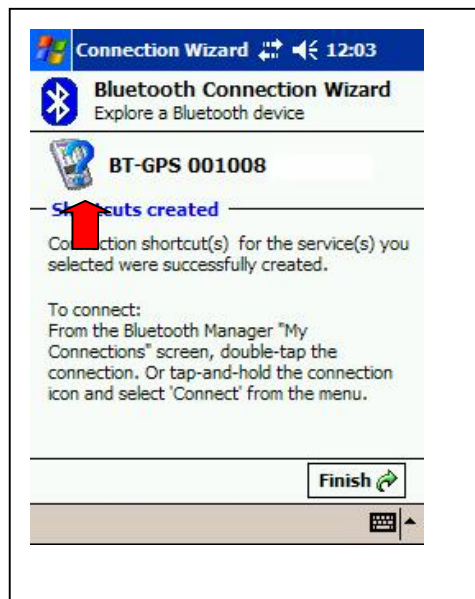 Connection Wizard 12:03
Bluetooth Connection Wizard
Explore a Bluetooth device
BT-GPS 001008
created
shortcut(s) for the service(s) you
selected were successfully created.
To connect:
From the Bluetooth Manager "My
Connections" screen, double-tap the
connection. Or tap-and-hold the connection
icon and select 'Connect' from the menu.
Finish